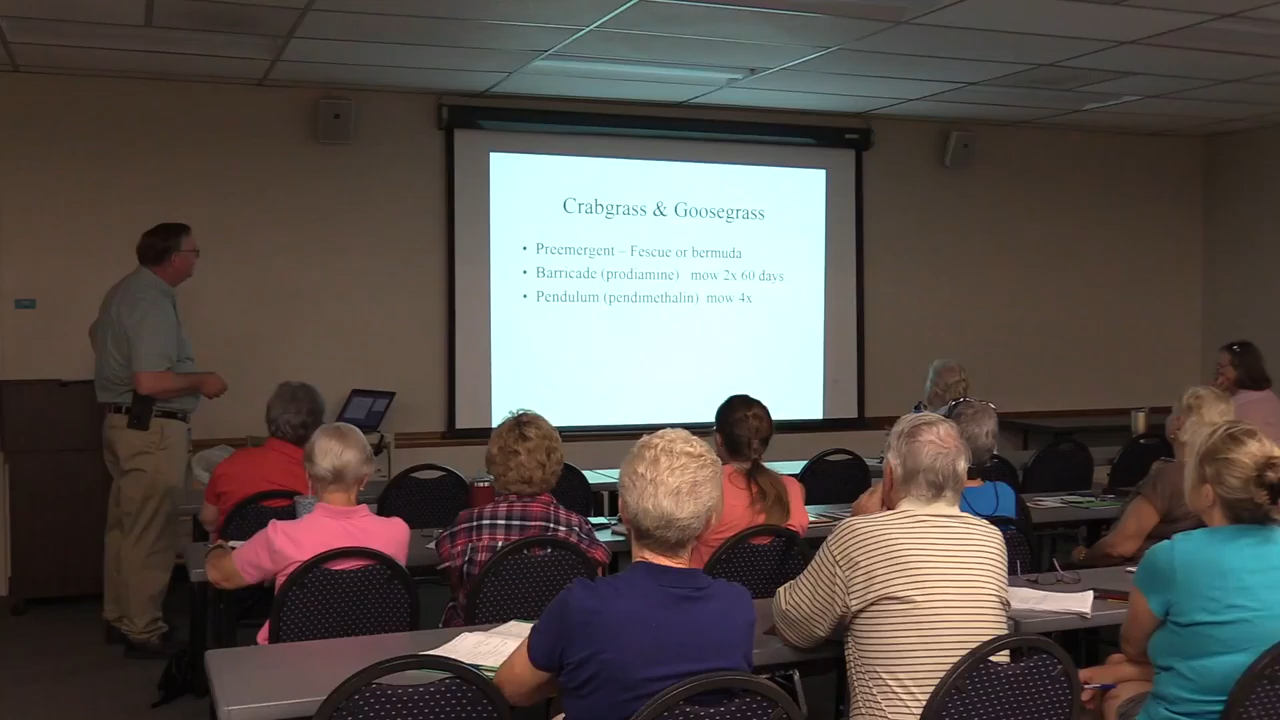 Crabgrass & Goosegrass
• Preemergent – Fescue or bermuda
• Barricade (prodiamine) mow 2x 60 days
• Pendulum (pendimethalin) mow 4x